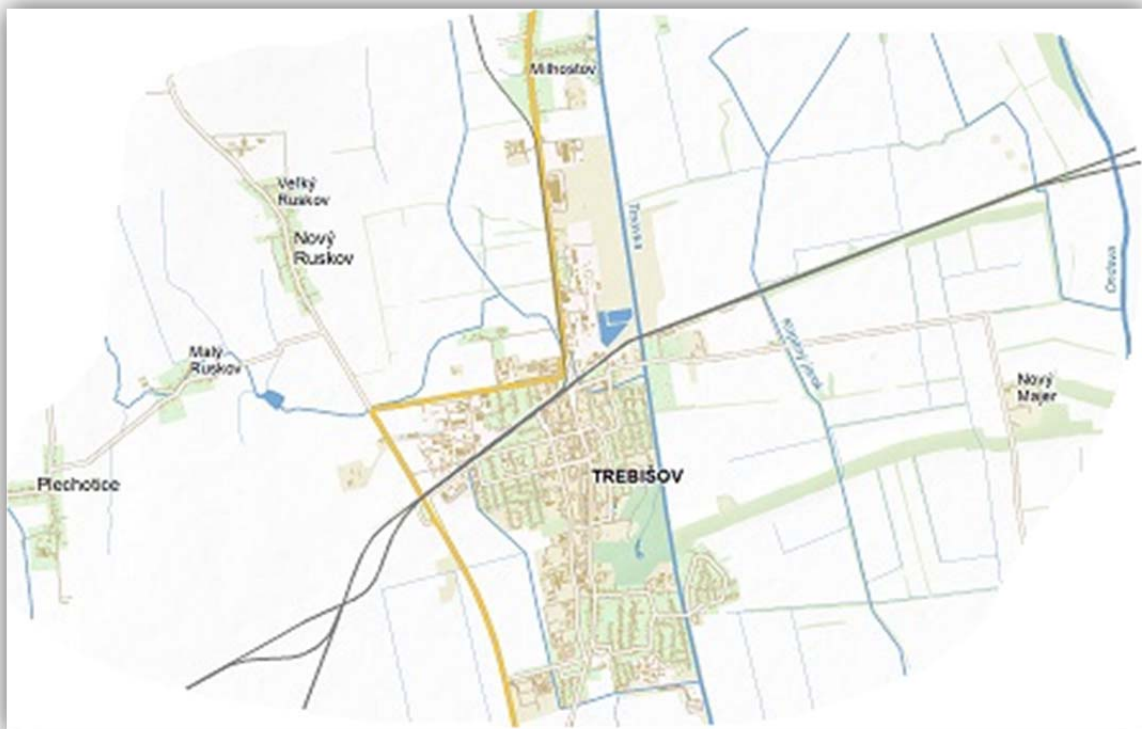 Milhostov
Veľký
Ruskov
Nový
Ruskov
Trnávka
Ondava
Malý
Ruskov
Nový
Majer
TREBIŠOV
Plechotice